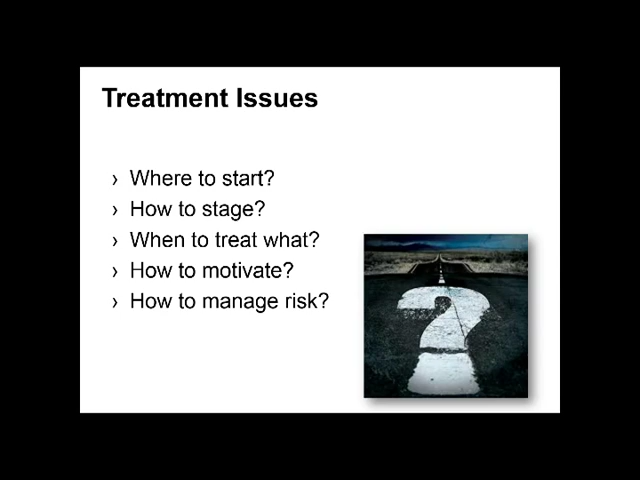 Treatment Issues
› Where to start?
› How to stage?
› When to treat what?
› How to motivate?
› How to manage risk?
?